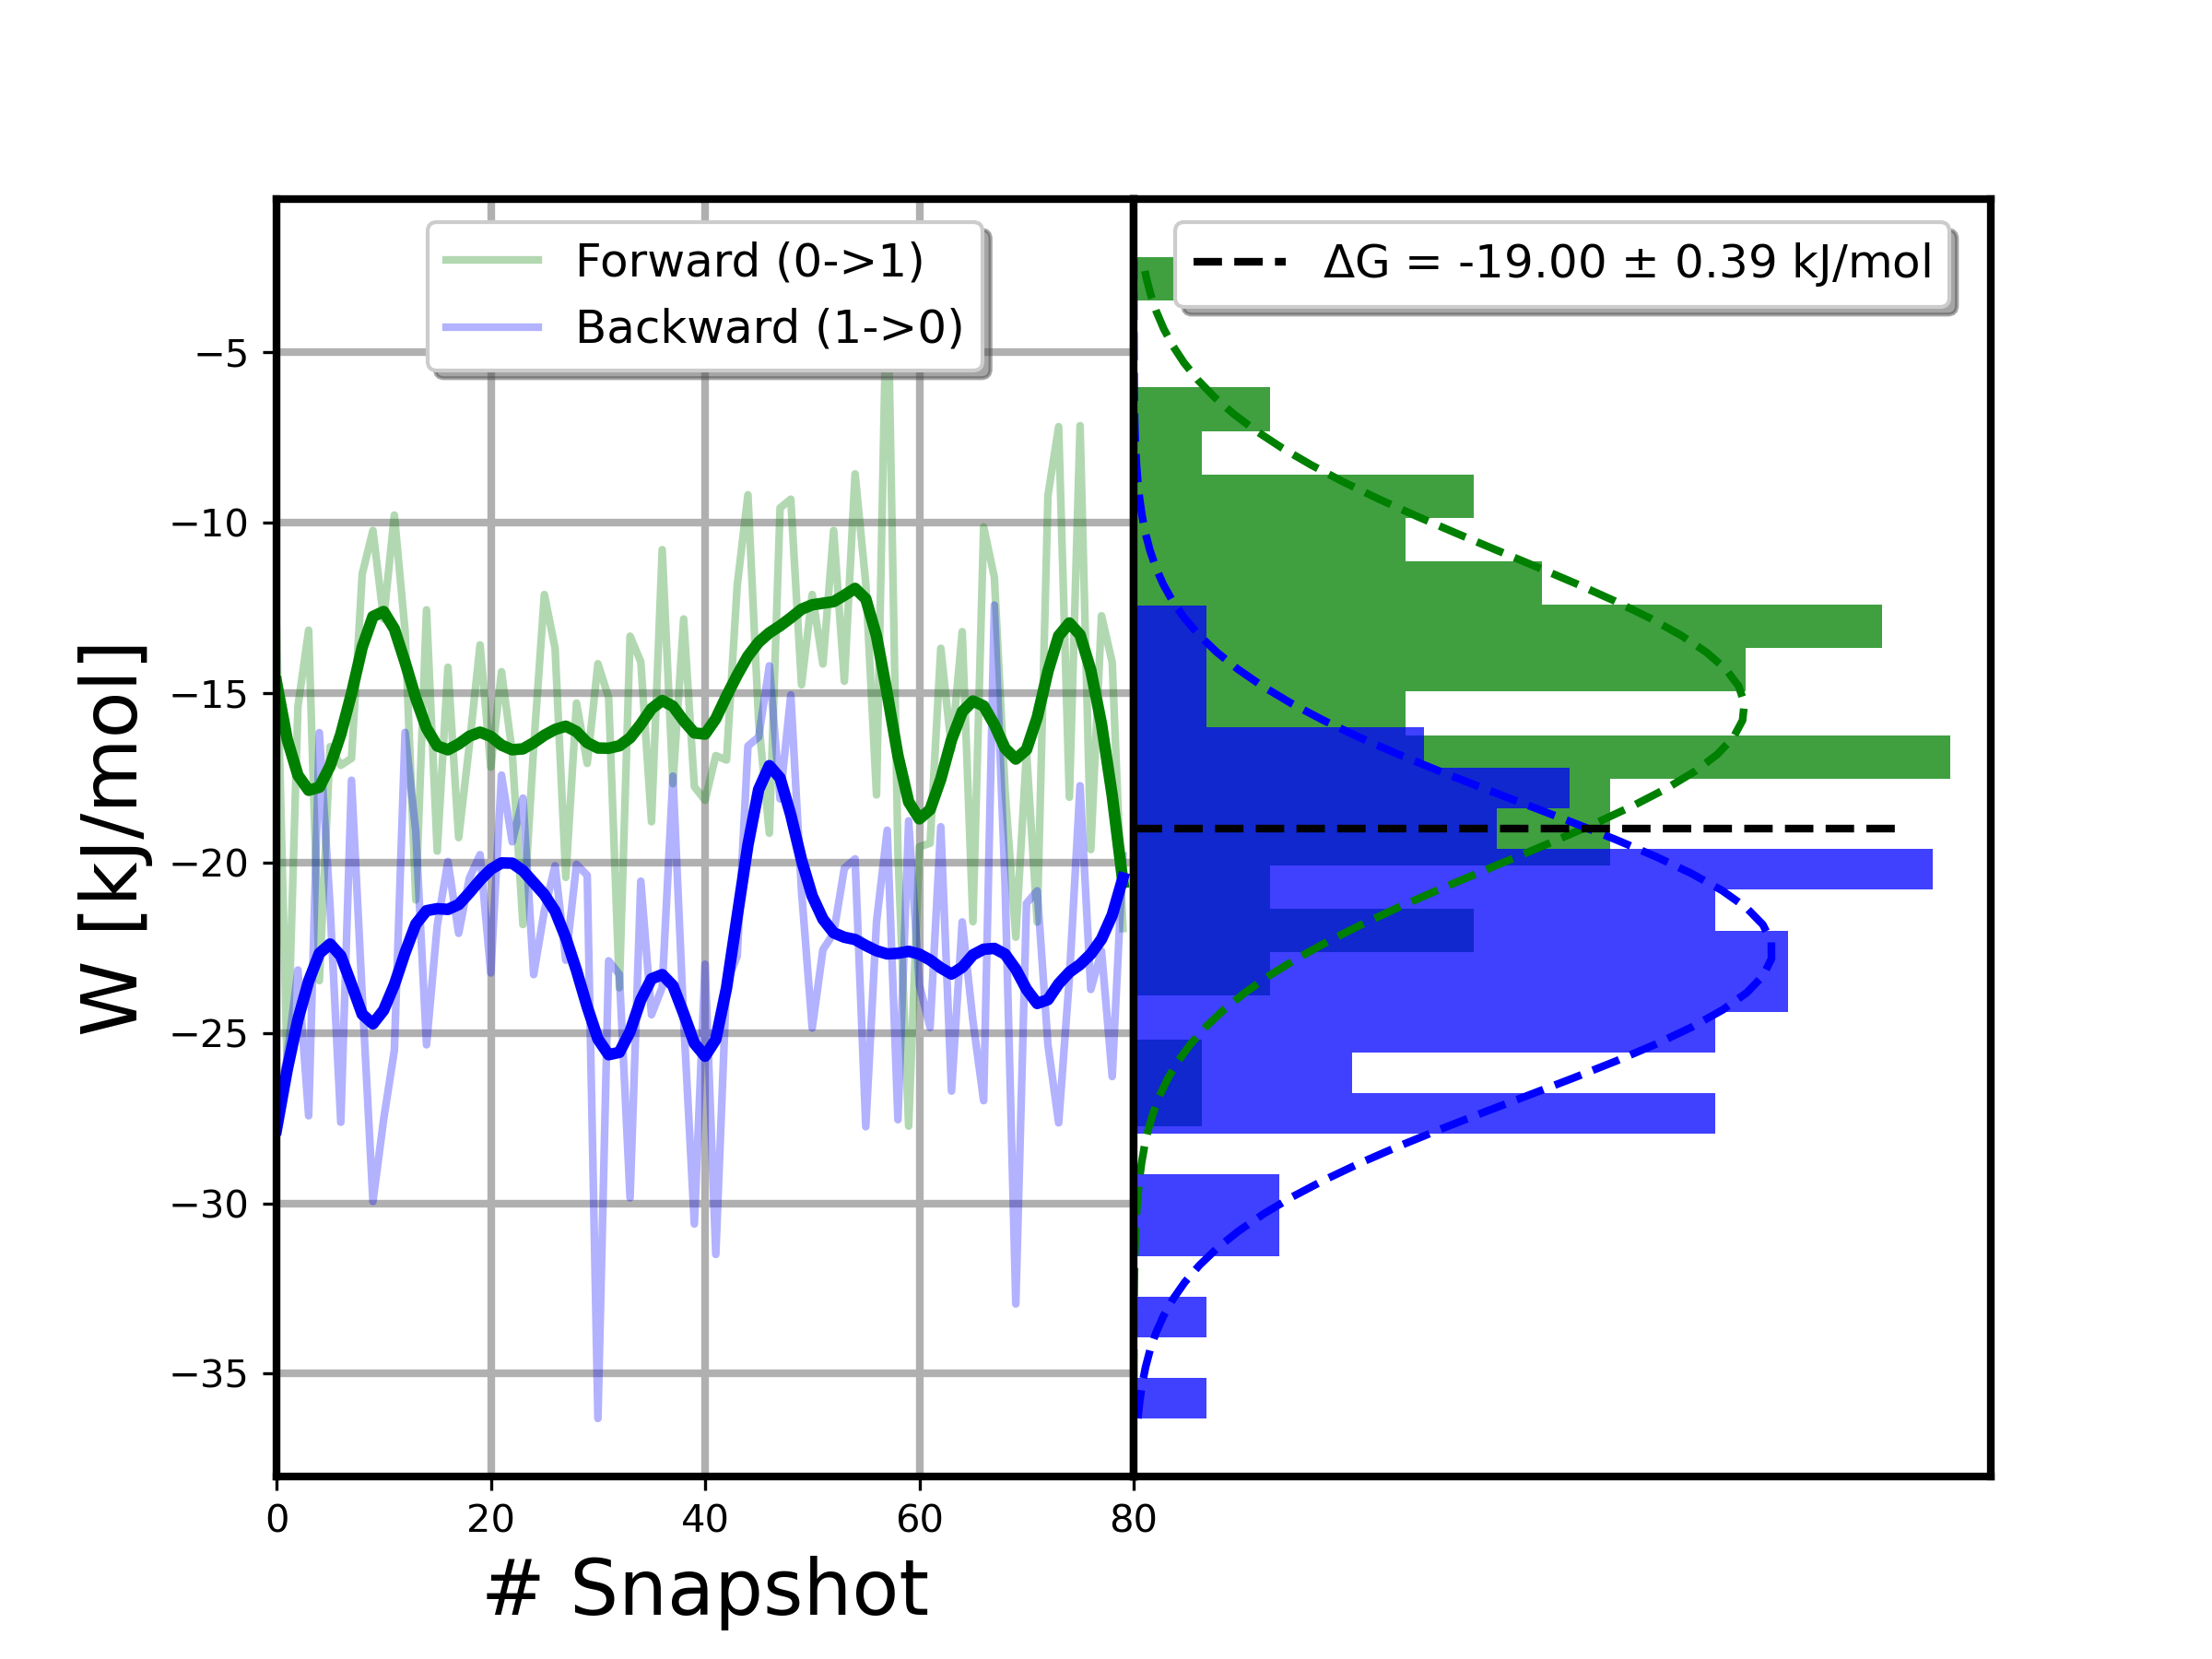 Forward (0->1)
Backward (1->0)
ΔG = -19.00 ± 0.39 kJ/mol
W [kJ/mol]
−5
−10
−15
−20
−25
−30
−35
0 20 40 60 80
# Snapshot